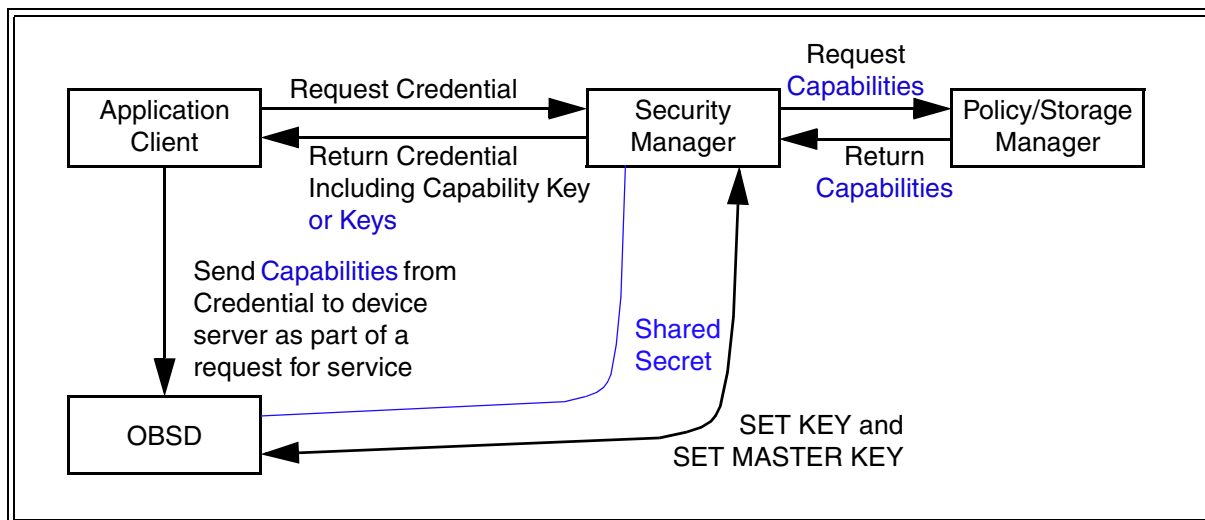 Application
Client
Request Credential
Return Credential
Including Capability Key
or Keys
Security
Manager
Request
Capabilities
Return
Capabilities
Policy/Storage
Manager
Send Capabilities from
Credential to device
server as part of a
request for service
Shared
Secret
OBSD
SET KEY and
SET MASTER KEY